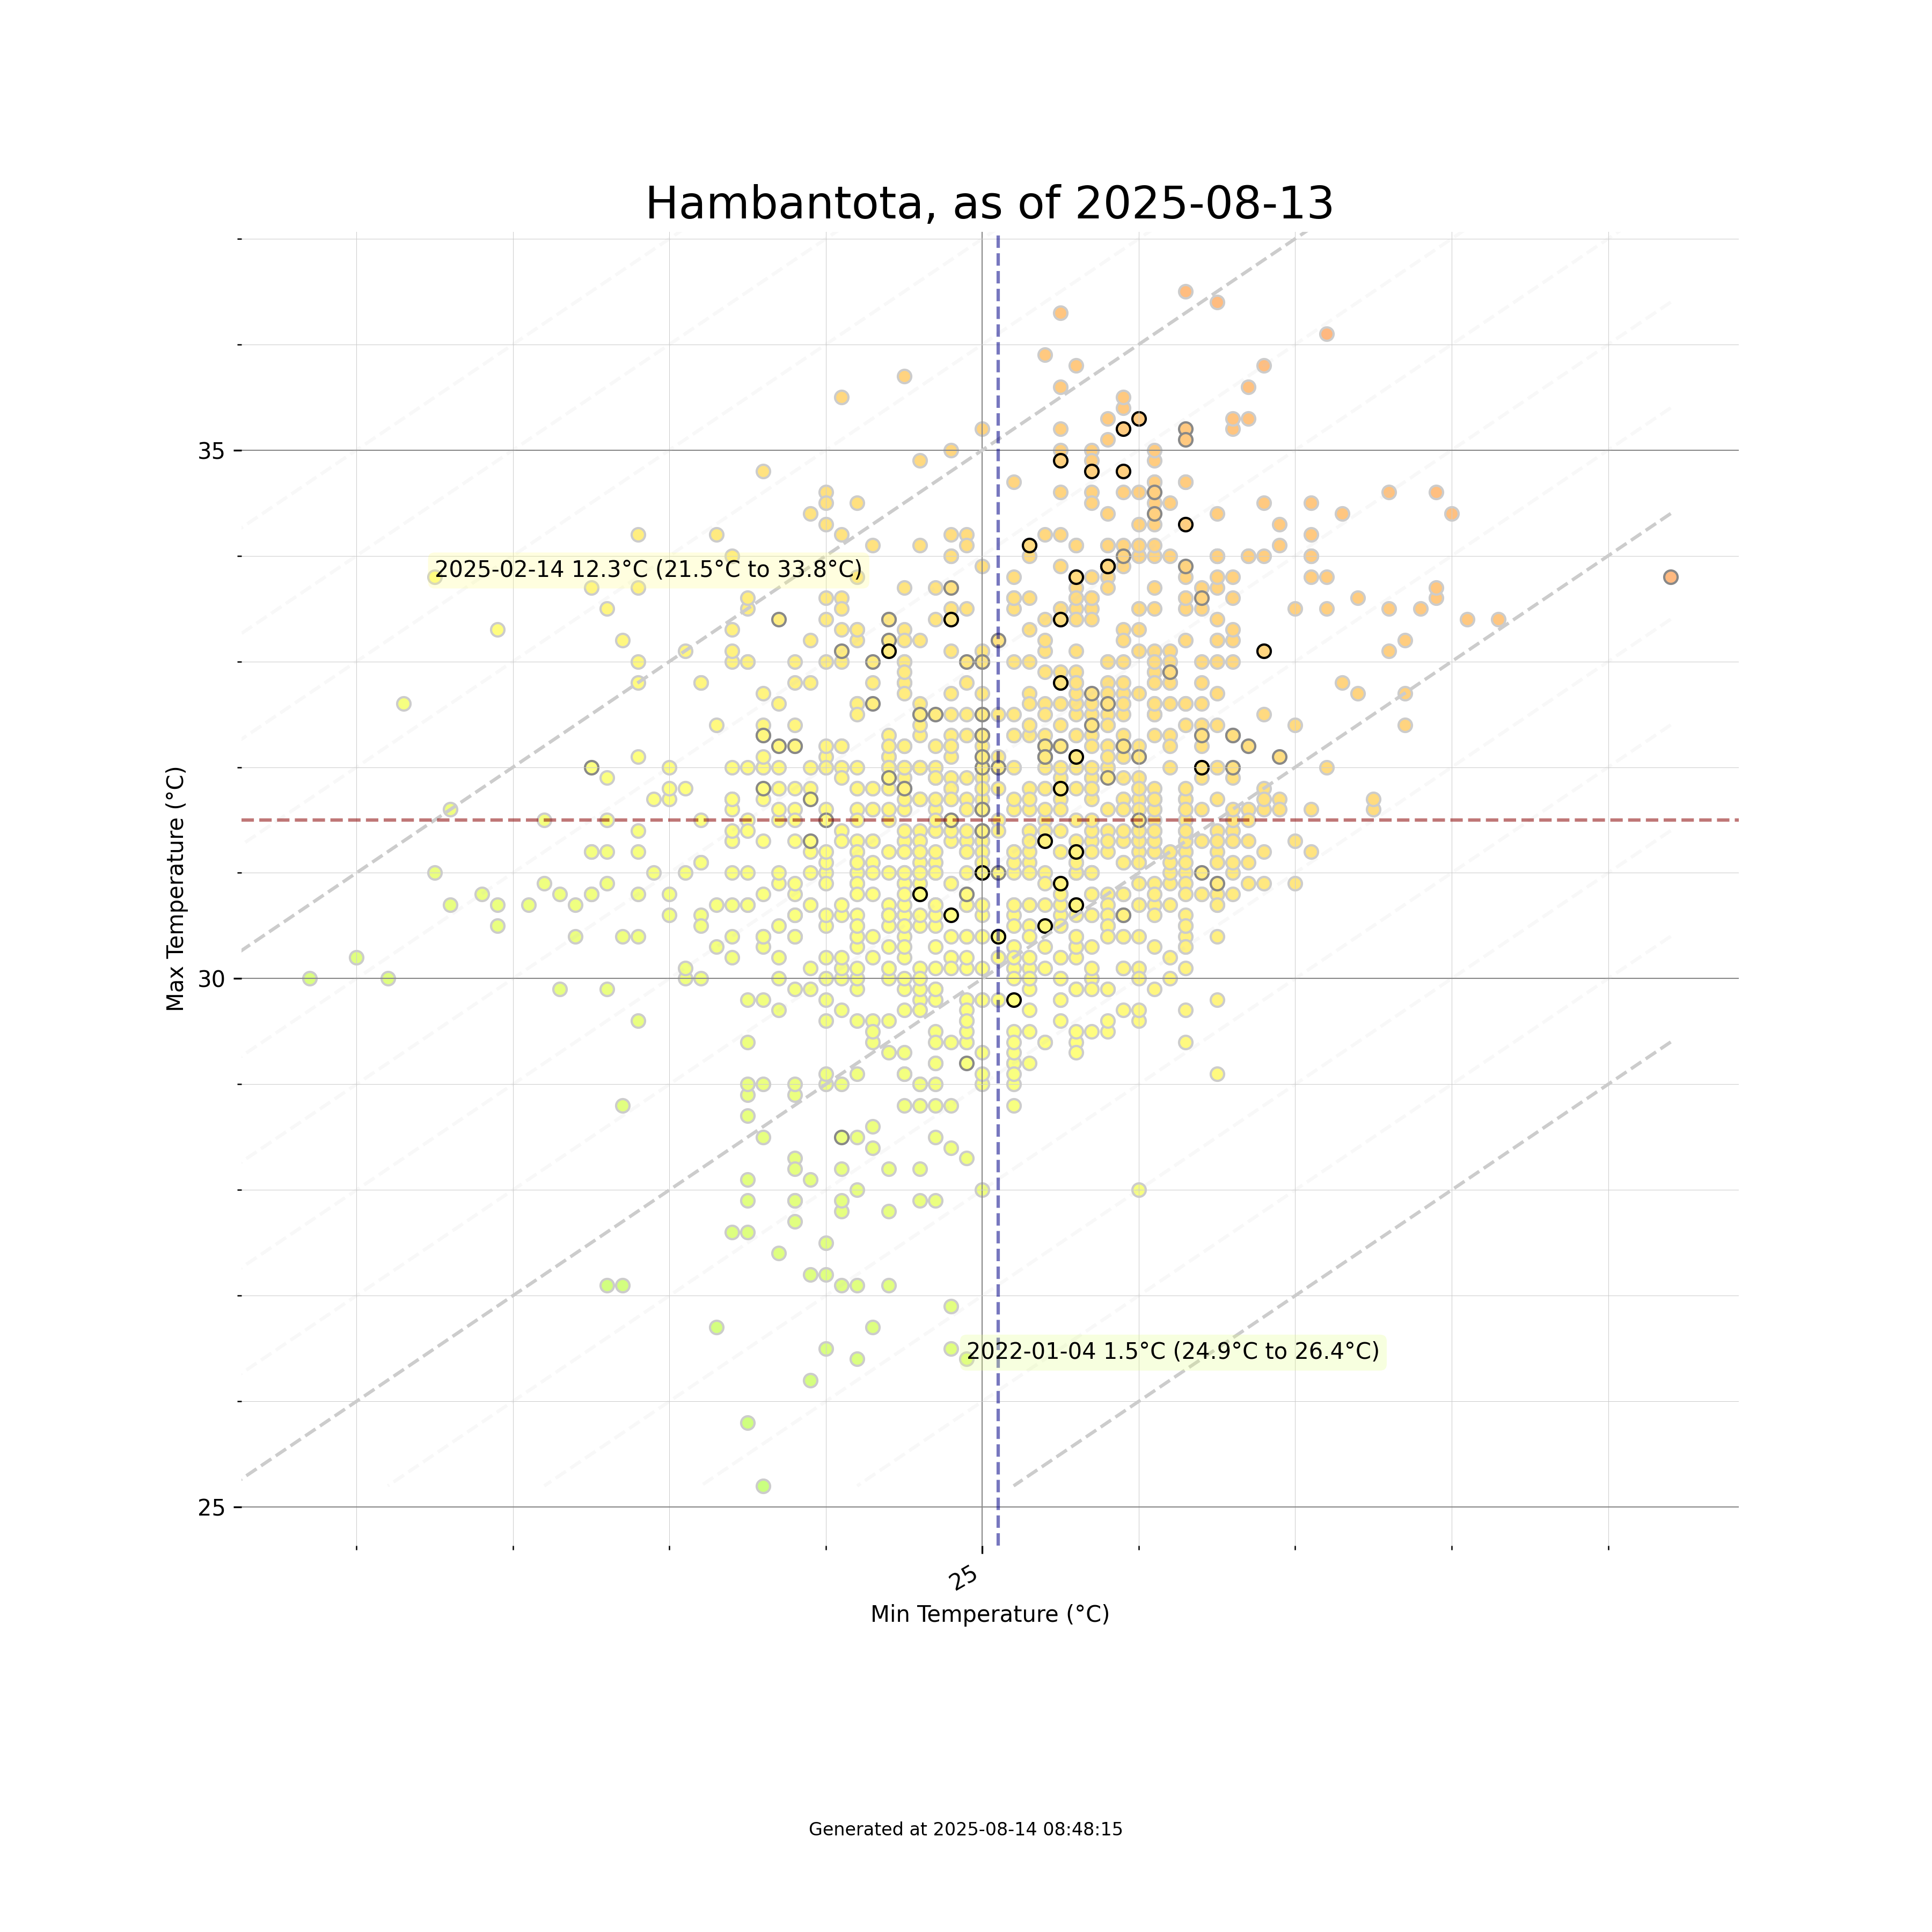 Hambantota, as of 2025-08-13
35
2025-02-14 12.3°C (21.5°C to 33.8°C)
Max Temperature (°C)
30
2022-01-04 1.5°C (24.9°C to 26.4°C)
25
25
Min Temperature (°C)
Generated at 2025-08-14 08:48:15